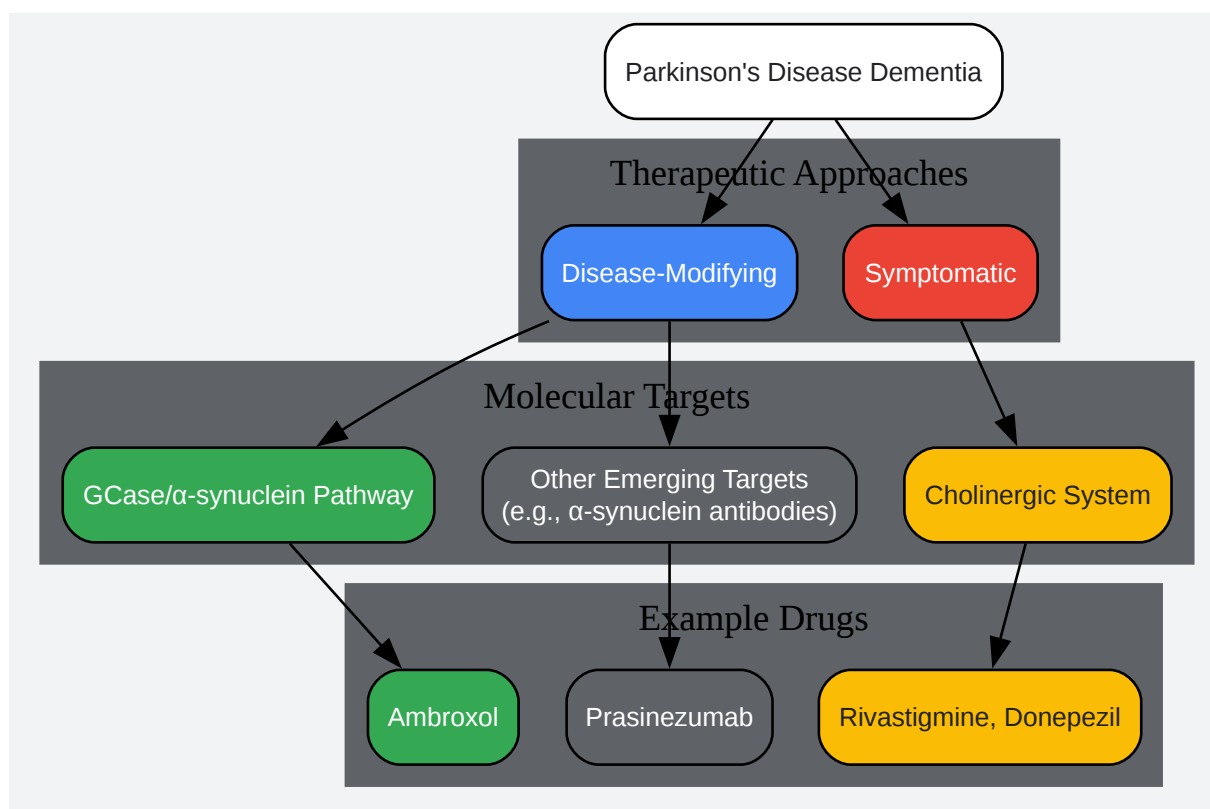 Parkinson's Disease Dementia
Therapeutic Approaches
Disease-Modifying
Symptomatic
Molecular Targets
GCase/α-synuclein Pathway
Other Emerging Targets
(e.g., α-synuclein antibodies)
Cholinergic System
Example Drugs
Ambroxol
Prasinezumab
Rivastigmine, Donepezil